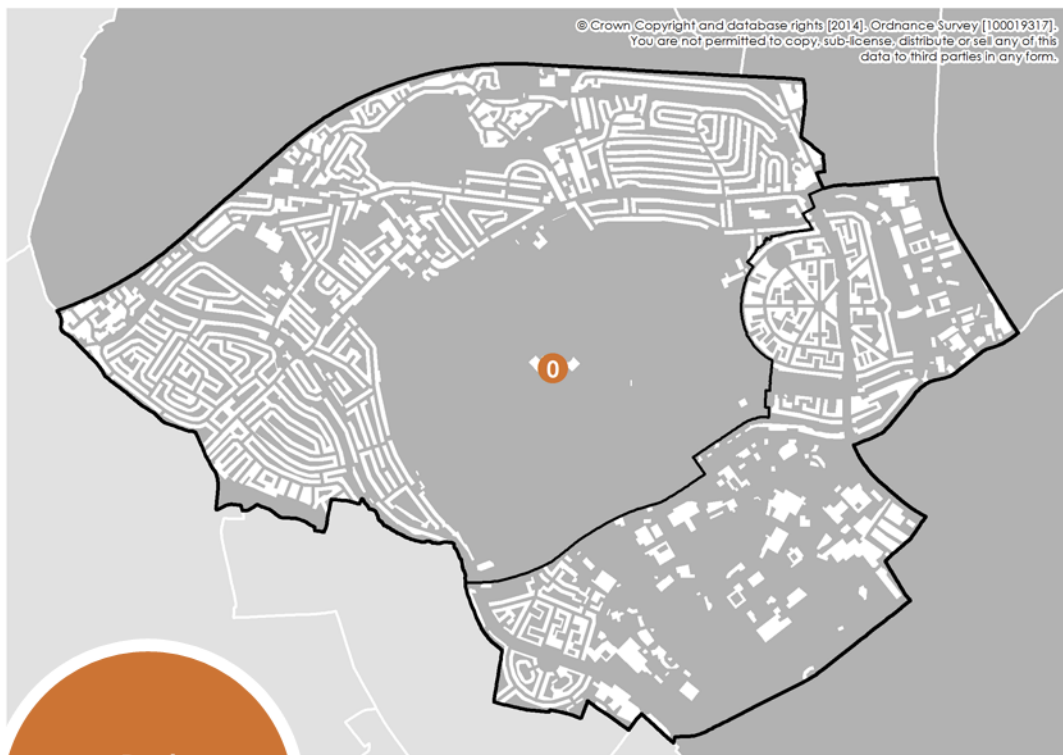 © Crown Copyright and database rights [2014]. Ordnance Survey [100019317].
You are not permitted to copy, sub-license, distribute or sell any of this
data to third parties in any form.
0